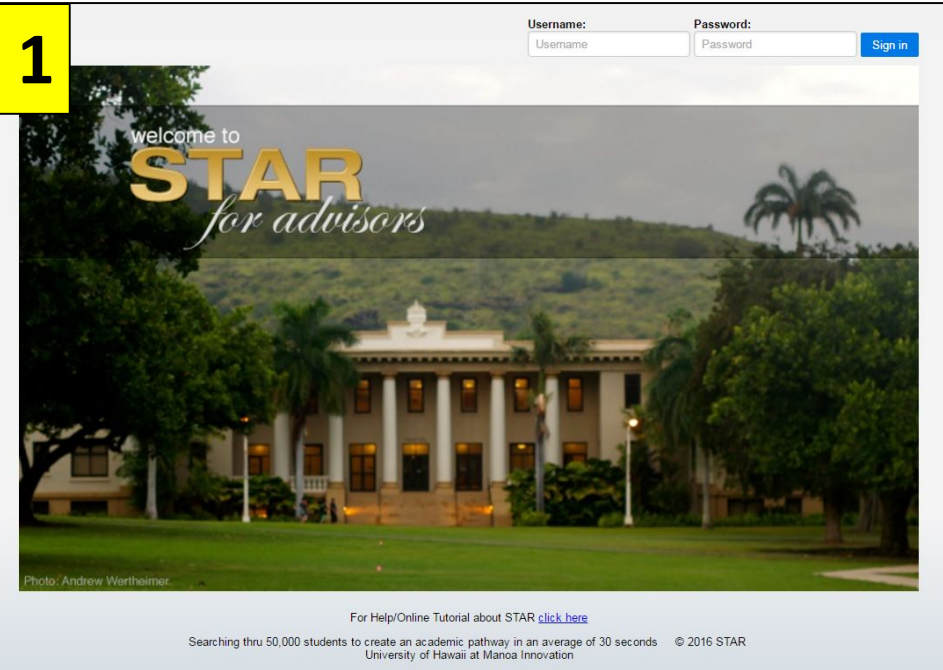 1
Username:
Password:
Username
Password
Sign in
welcome to
STAR
for advisors
Photo: Andrew Wertheimer.
For Help/Online Tutorial about STAR click here
Searching thru 50,000 students to create an academic pathway in an average of 30 seconds © 2016 STAR
University of Hawaii at Manoa Innovation